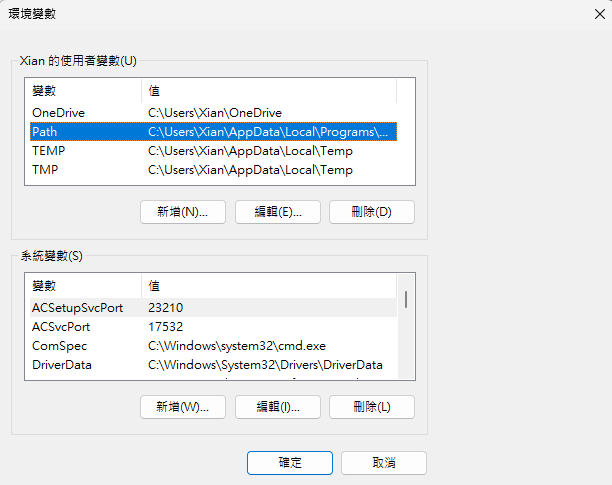 環境變數
Xian 的使用者變數(U)
變數 值
OneDrive C:\Users\Xian\OneDrive
Path C:\Users\Xian\AppData\Local\Programs\...
TEMP C:\Users\Xian\AppData\Local\Temp
TMP C:\Users\Xian\AppData\Local\Temp
新增(N)... 編輯(E)... 刪除(D)
系統變數(S)
變數 值
ACSetupSvcPort 23210
ACSvcPort 17532
ComSpec C:\Windows\system32\cmd.exe
DriverData C:\Windows\System32\Drivers\DriverData
新增(W)... 編輯(I)... 刪除(L)
確定 取消